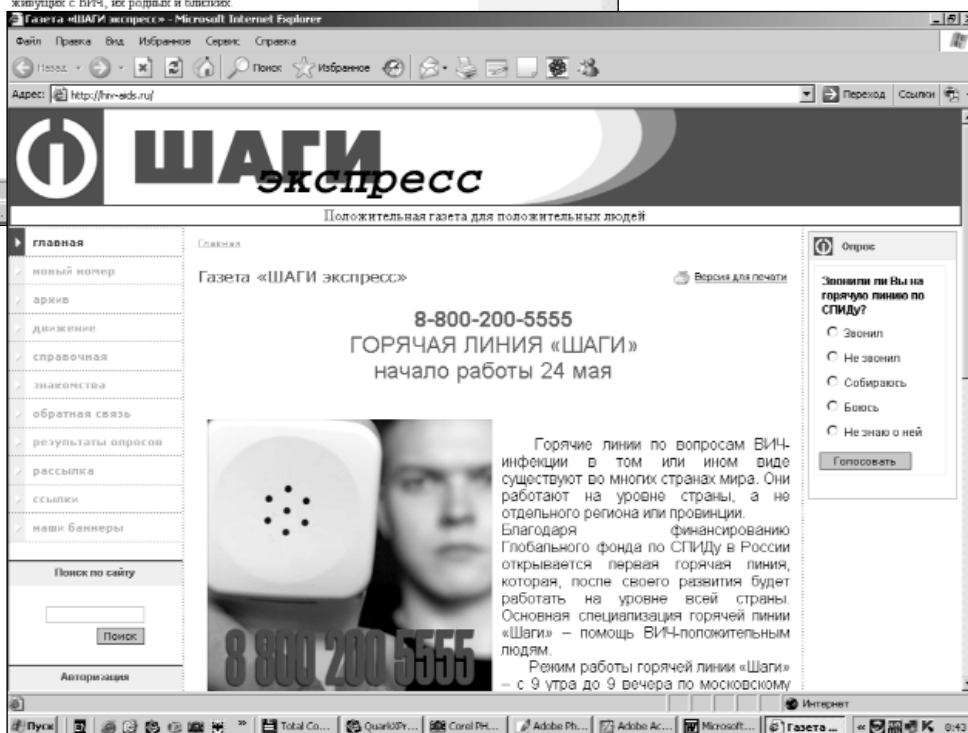 живущих с ВИЧ, их родных и близких.
Газета «ШАГИ экспресс» - Microsoft Internet Explorer
Файл Правка Вид Избранное Сервис Справка
Назад Поиск Избранное
Адрес: http://hiv-aids.ru/ Переход Ссылки
ШАГИ
экспресс
Положительная газета для положительных людей
главная
новый номер
архив
движение
справочная
знакомства
обратная связь
результаты опросов
рассылка
ссылки
наши баннеры
Поиск по сайту
Поиск
Авторизация
Главная
Газета «ШАГИ экспресс» Версия для печати
8-800-200-5555
ГОРЯЧАЯ ЛИНИЯ «ШАГИ»
начало работы 24 мая
8 800 200 5555
Горячие линии по вопросам ВИЧ-
инфекции в том или ином виде
существуют во многих странах мира. Они
работают на уровне страны, а не
отдельного региона или провинции.
Благодаря финансированию
Глобального фонда по СПИДу в России
открывается первая горячая линия,
которая, после своего развития будет
работать на уровне всей страны.
Основная специализация горячей линии
«Шаги» – помощь ВИЧ-положительным
людям.
Режим работы горячей линии «Шаги»
– с 9 утра до 9 вечера по московскому
Опрос
Звонили ли Вы на
горячую линию по
СПИДу?
Звонил
Не звонил
Собираюсь
Боюсь
Не знаю о ней
Голосовать
Интернет
Пуск » Total Co... QuarkXPr... Corel PH... Adobe Ph... Adobe Ac... Microsoft... Газета ... « 8:43